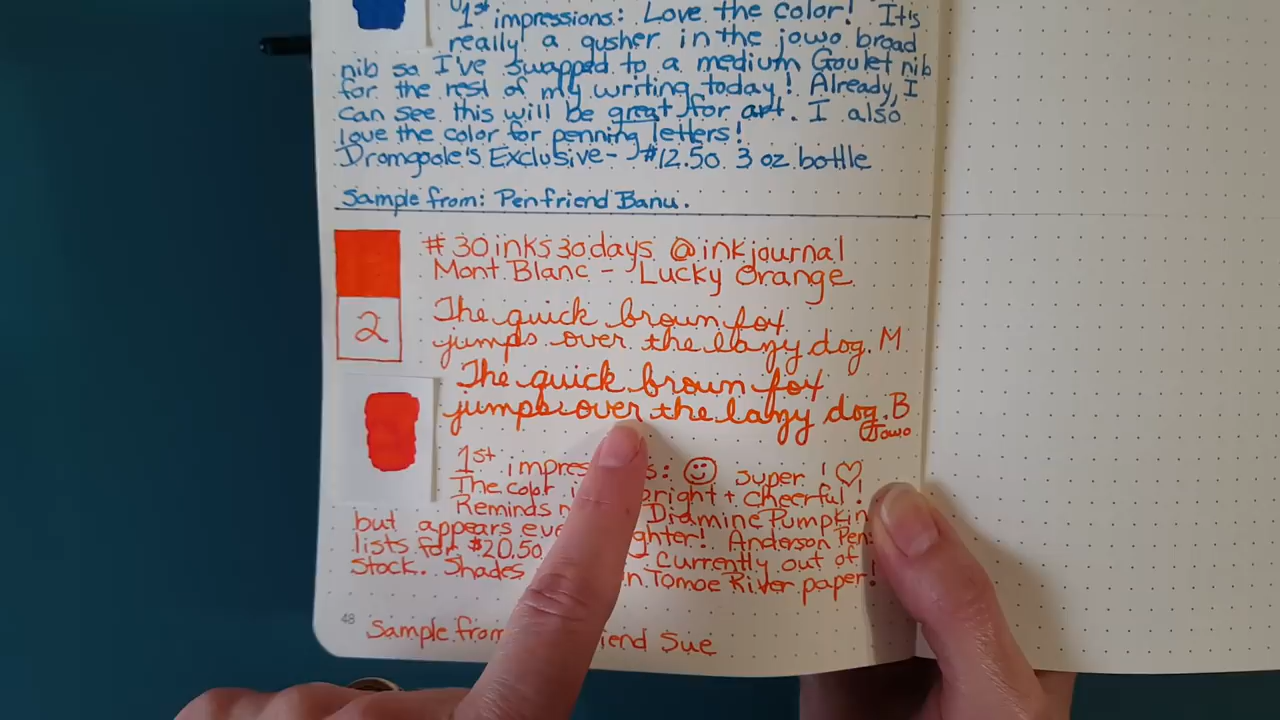 1st impressions: Love the color! It's
really a gusher in the jowo broad
nib so I've swapped to a medium Goulet nib
for the rest of my writing today! Already, I
can see this will be great for art. I also
love the color for penning letters!
Dromgoole's Exclusive- $12.50 3 oz bottle
Sample from: Penfriend Banu.
#30inks30days @inkjournal
Mont Blanc - Lucky Orange
2
The quick brown fox
jumps over the lazy dog. M
The quick brown fox
jumps over the lazy dog. B
Jowo
1st impres s: super!
The color bright + cheerful!
Reminds Diamine Pumpkin
but appears Anderson Pens
lists for $20.50 Currently out of
stock. Shades Tomoe River paper!
48
Sample from Sue